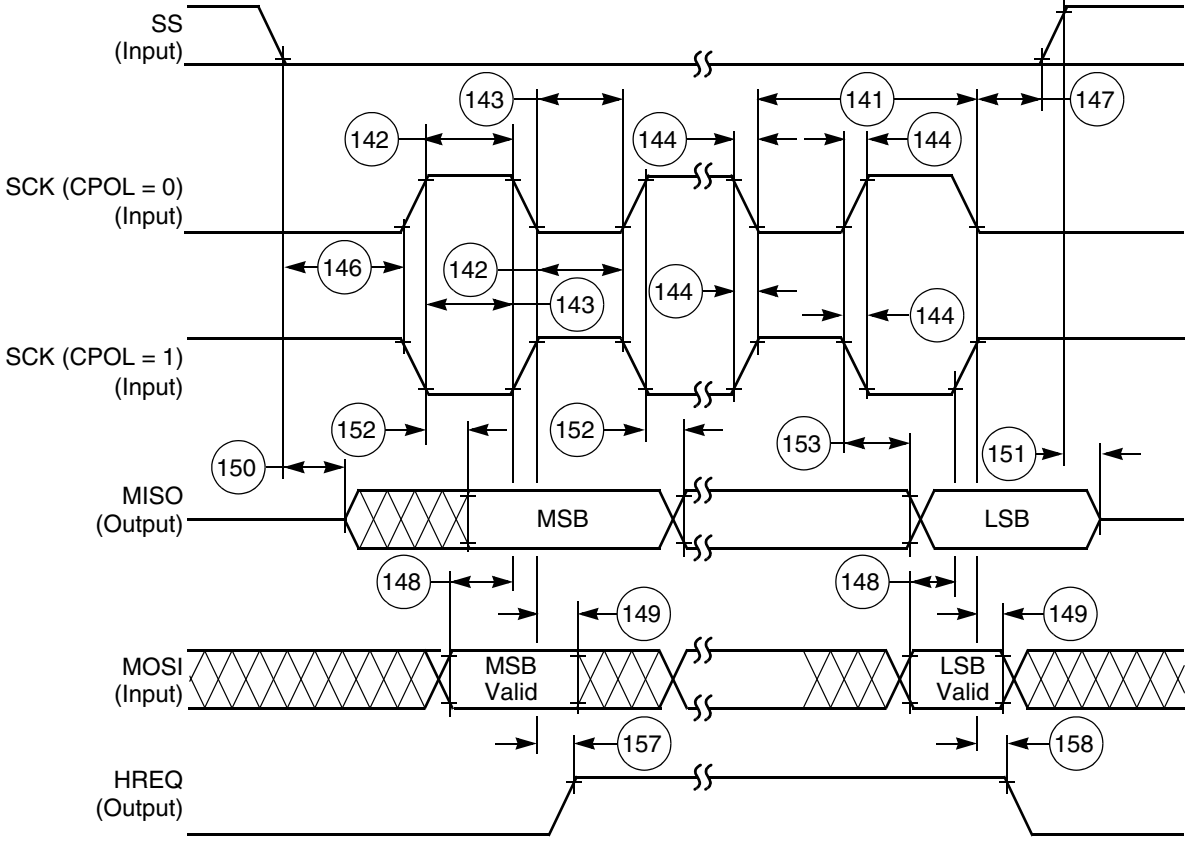 SS
(Input)
143
141
147
142
144
144
SCK (CPOL = 0)
(Input)
146
142
144
143
144
SCK (CPOL = 1)
(Input)
152
152
153
151
150
MISO
(Output)
MSB
LSB
148
148
149
149
MOSI
(Input)
MSB
Valid
LSB
Valid
157
158
HREQ
(Output)